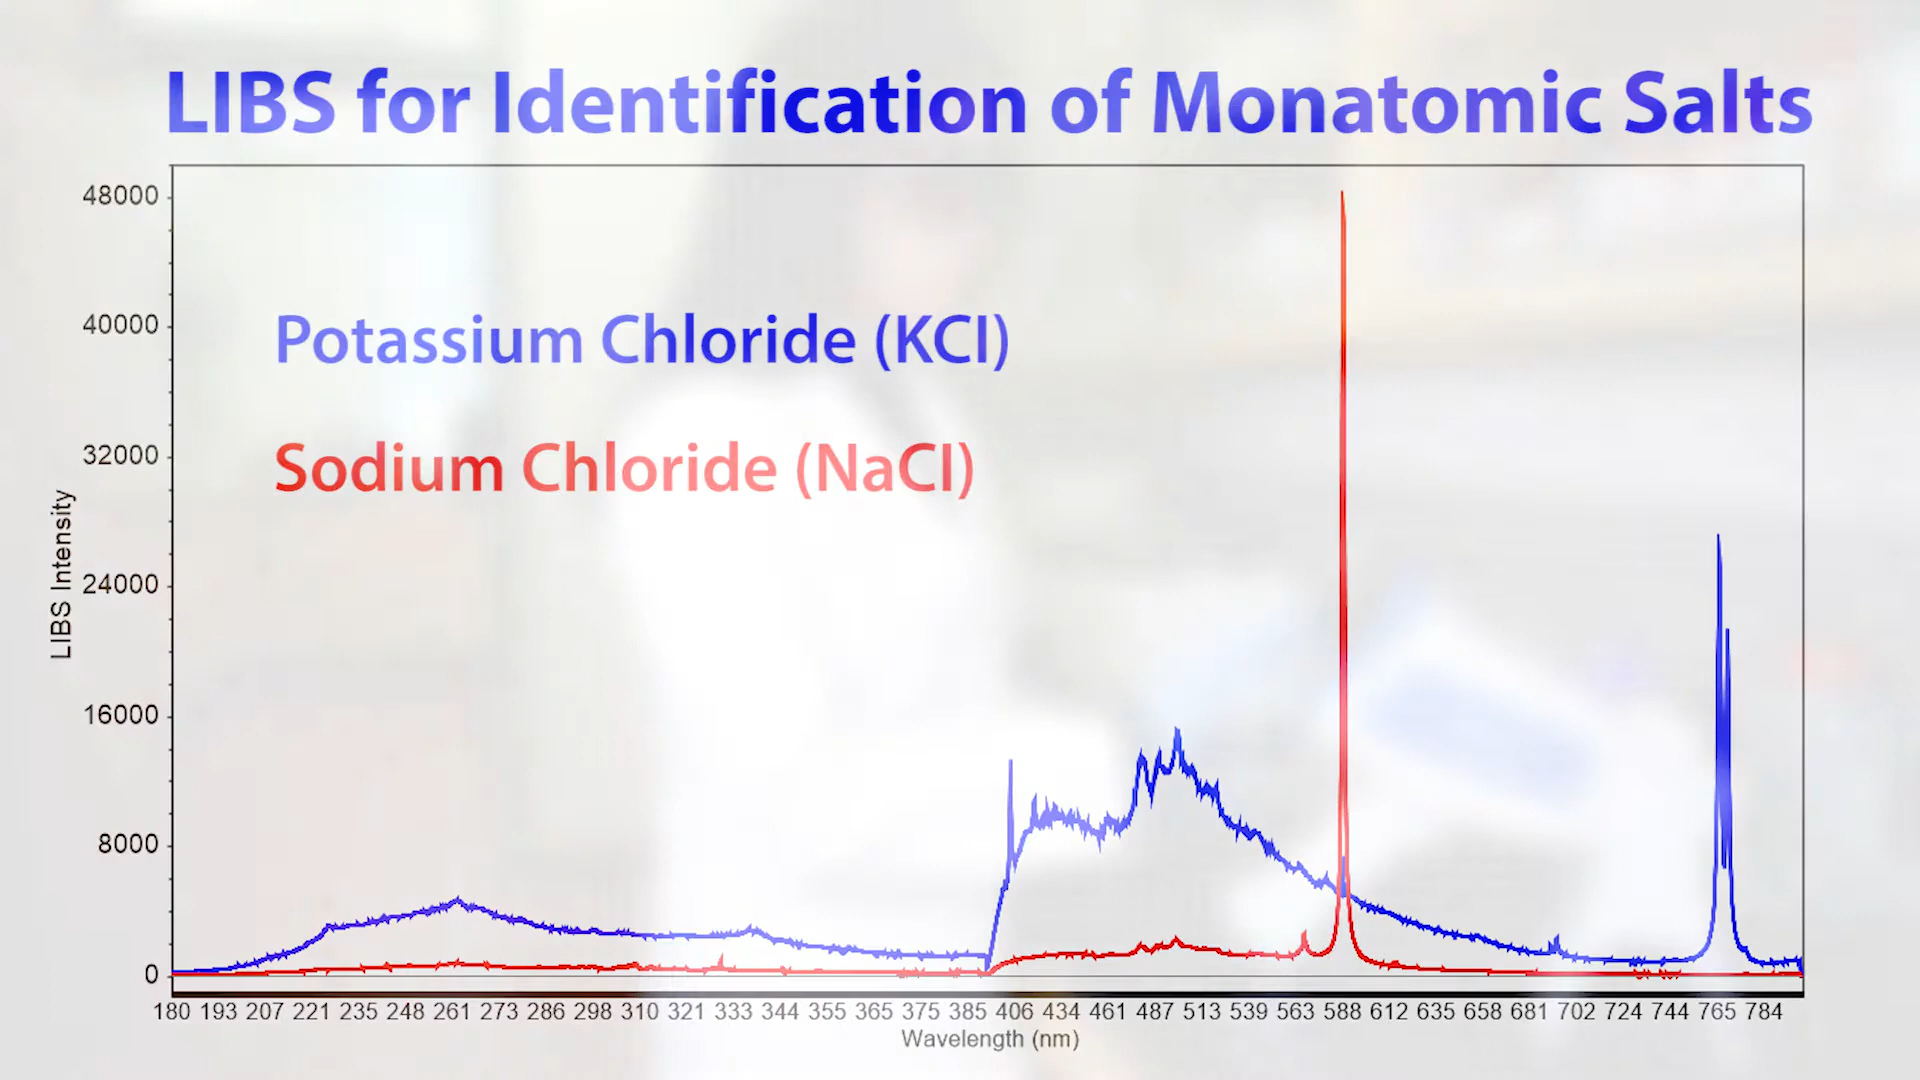 LIBS for Identification of Monatomic Salts
48000
40000
32000
24000
16000
8000
0
LIBS Intensity
Potassium Chloride (KCl)
Sodium Chloride (NaCl)
180 193 207 221 235 248 261 273 286 298 310 321 333 344 355 365 375 385 406 434 461 487 513 539 563 588 612 635 658 681 702 724 744 765 784
Wavelength (nm)